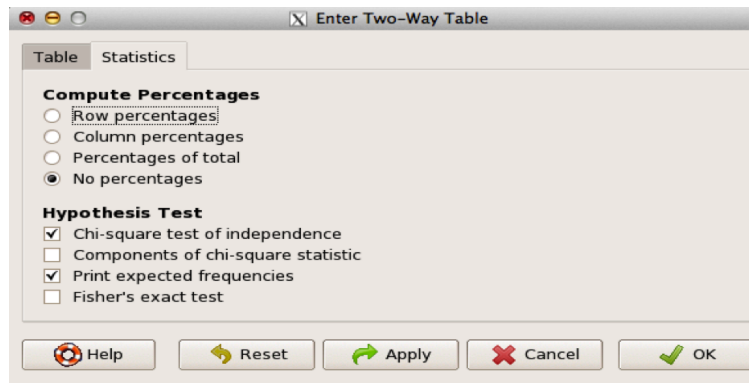 Enter Two-Way Table
Table Statistics
Compute Percentages
Row percentages
Column percentages
Percentages of total
No percentages
Hypothesis Test
Chi-square test of independence
Components of chi-square statistic
Print expected frequencies
Fisher's exact test
Help Reset Apply Cancel OK